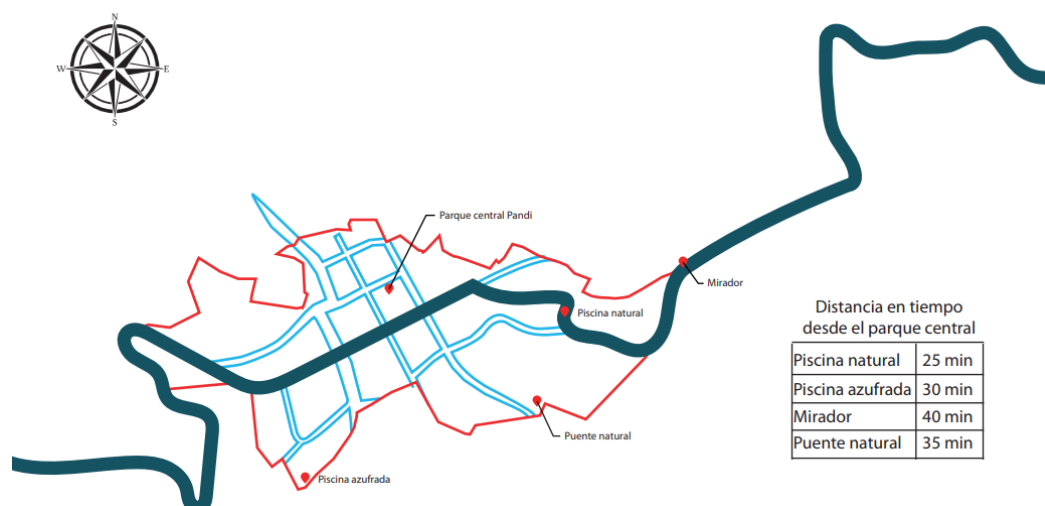 N
W
E
S
Parque central Pandi
Mirador
Piscina natural
Puente natural
Piscina azufrada
Distancia en tiempo
desde el parque central
Piscina natural 25 min
Piscina azufrada 30 min
Mirador 40 min
Puente natural 35 min